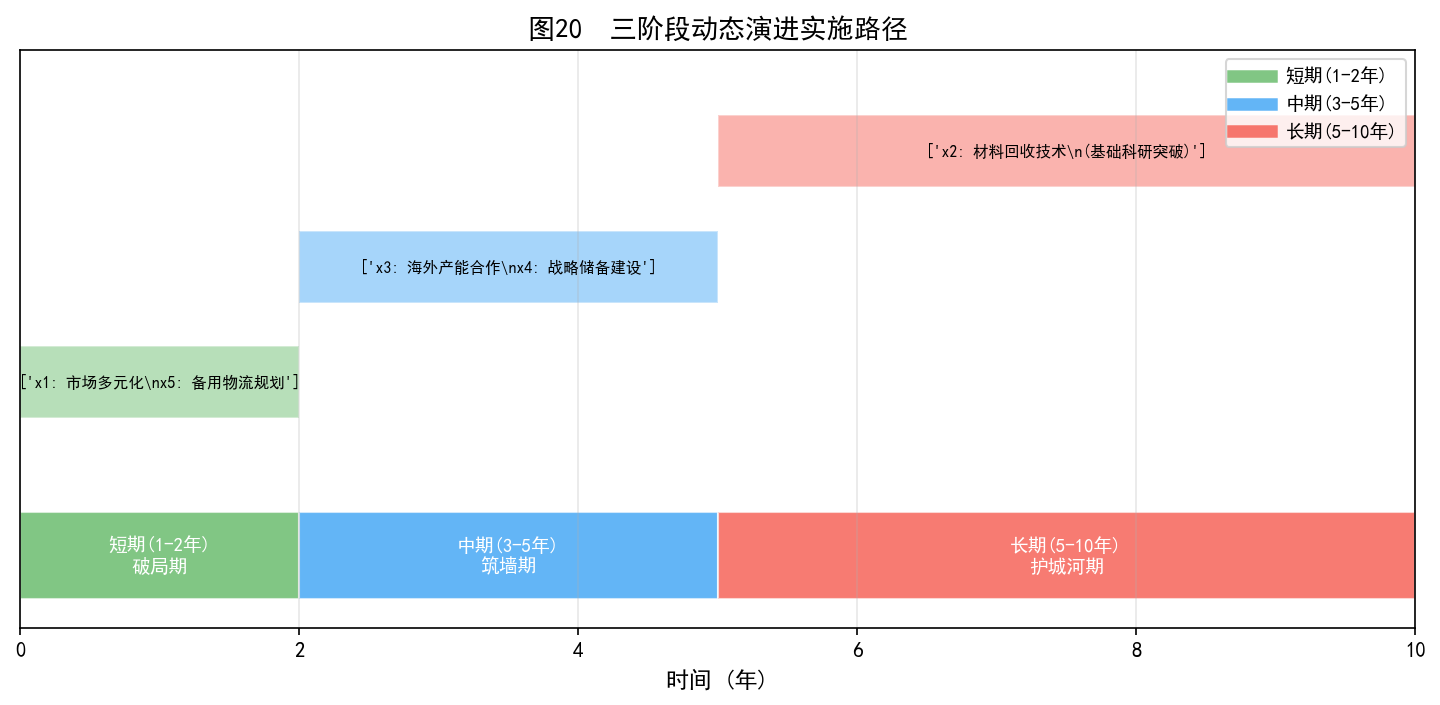 图20  三阶段动态演进实施路径
短期(1-2年)
中期(3-5年)
长期(5-10年)
['x2: 材料回收技术\n(基础科研突破)']
['x3: 海外产能合作\nx4: 战略储备建设']
['x1: 市场多元化\nx5: 备用物流规划']
短期(1-2年)
破局期
中期(3-5年)
筑墙期
长期(5-10年)
护城河期
0 2 4 6 8 10
时间 (年)